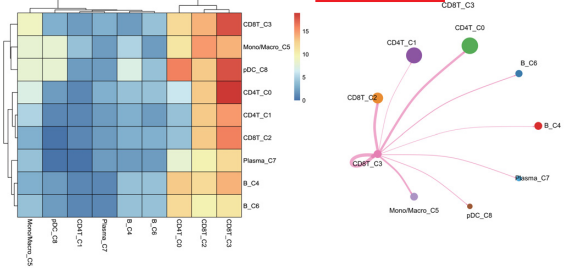 CD8T_C3
Mono/Macro_C5
pDC_C8
CD4T_C0
CD4T_C1
CD8T_C2
Plasma_C7
B_C4
B_C6
Mono/Macro_C5
pDC_C8
CD4T_C1
Plasma_C7
B_C4
B_C6
CD4T_C0
CD8T_C2
CD8T_C3
15
10
5
0
CD8T_C3
CD4T_C0
CD4T_C1
B_C6
CD8T_C2
B_C4
CD8T_C3
Plasma_C7
Mono/Macro_C5
pDC_C8